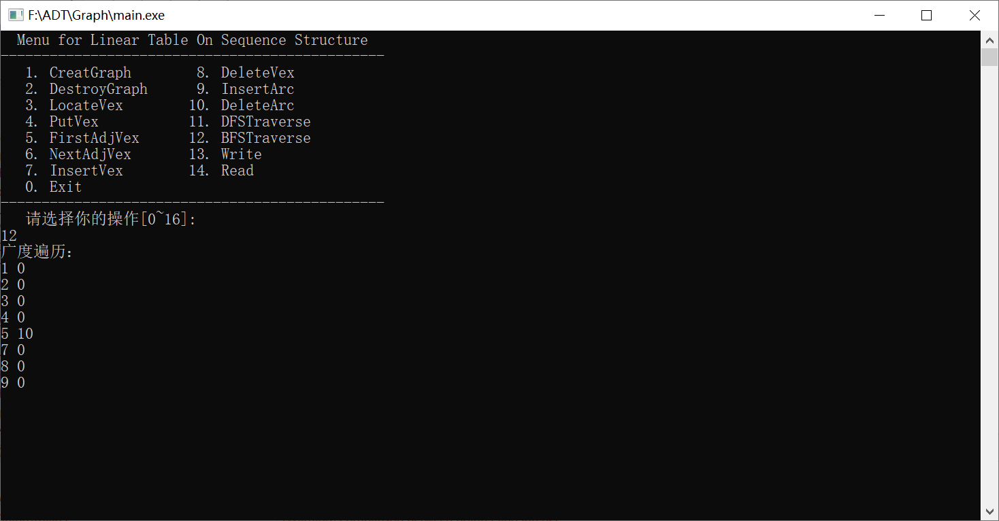 F:\ADT\Graph\main.exe
Menu for Linear Table On Sequence Structure
-----------------------------------------------
1. CreatGraph 8. DeleteVex
2. DestroyGraph 9. InsertArc
3. LocateVex 10. DeleteArc
4. PutVex 11. DFSTraverse
5. FirstAdjVex 12. BFSTraverse
6. NextAdjVex 13. Write
7. InsertVex 14. Read
0. Exit
-----------------------------------------------
请选择你的操作[0~16]:
12
广度遍历：
1 0
2 0
3 0
4 0
5 10
7 0
8 0
9 0